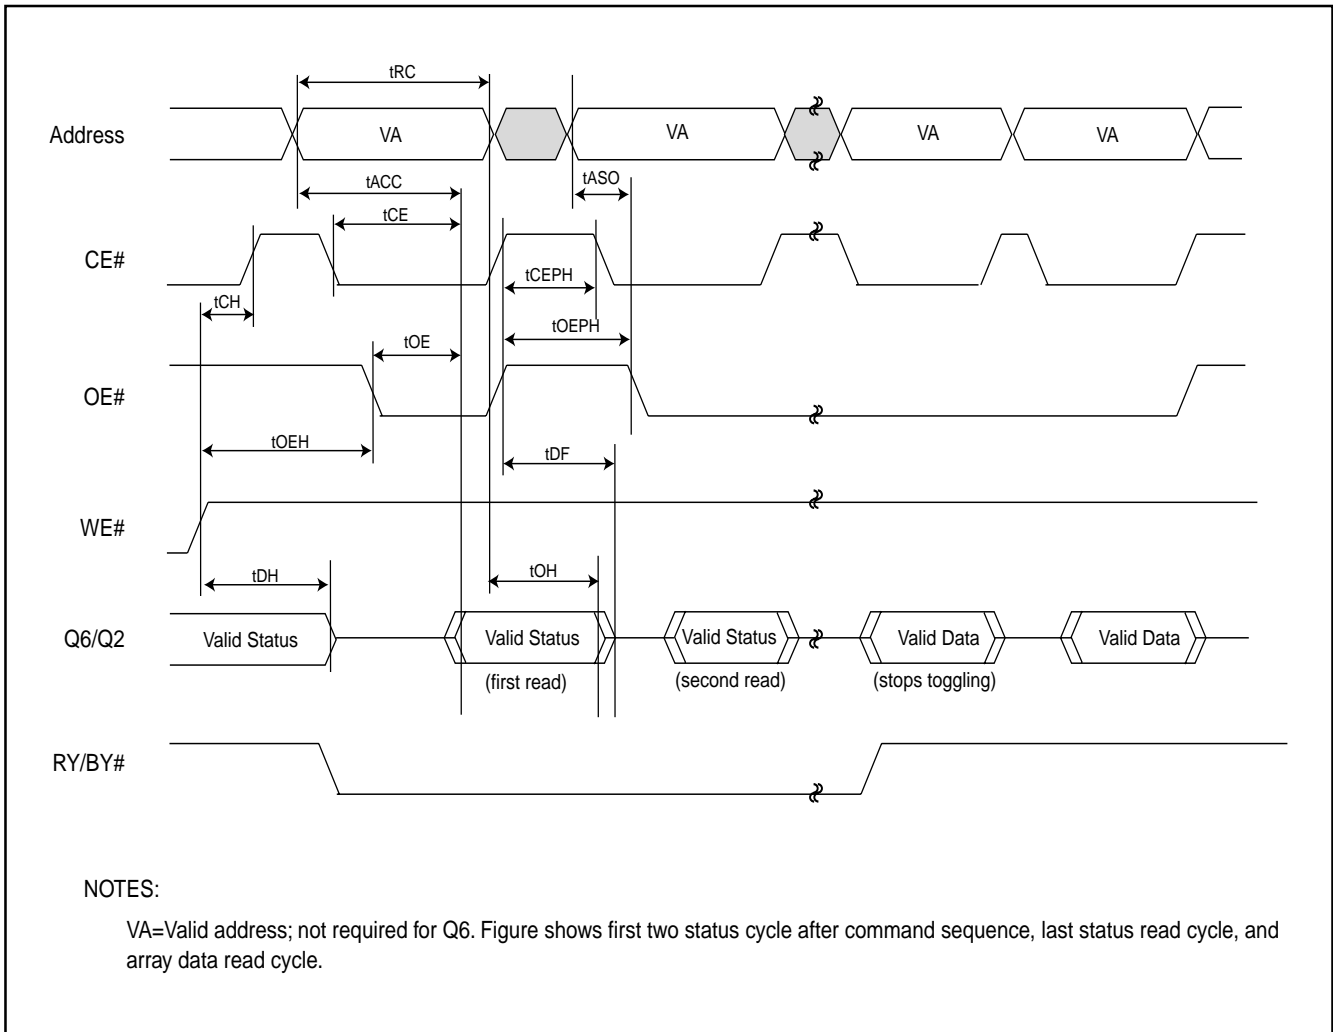 tRC
Address
VA
VA
VA
VA
tACC
tASO
tCE
CE#
tCEPH
tCH
tOEPH
tOE
OE#
tOEH
tDF
WE#
tDH
tOH
Q6/Q2
Valid Status
Valid Status
Valid Status
Valid Data
Valid Data
(first read)
(second read)
(stops toggling)
RY/BY#
NOTES:
VA=Valid address; not required for Q6. Figure shows first two status cycle after command sequence, last status read cycle, and
array data read cycle.